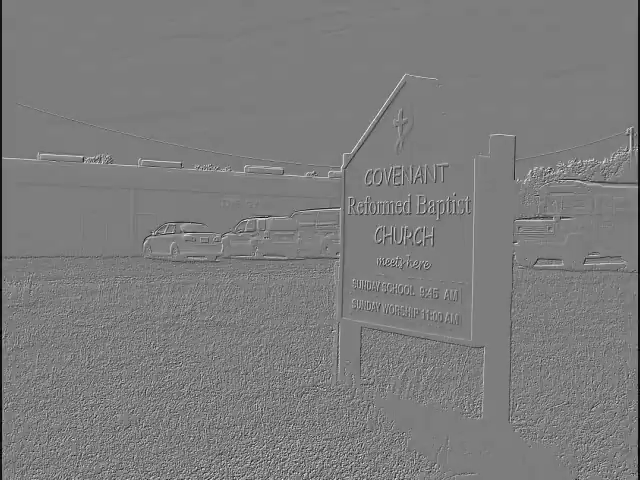 COVENANT
Reformed Baptist
CHURCH
meets here
SUNDAY SCHOOL 9:45 AM
SUNDAY WORSHIP 11:00 AM